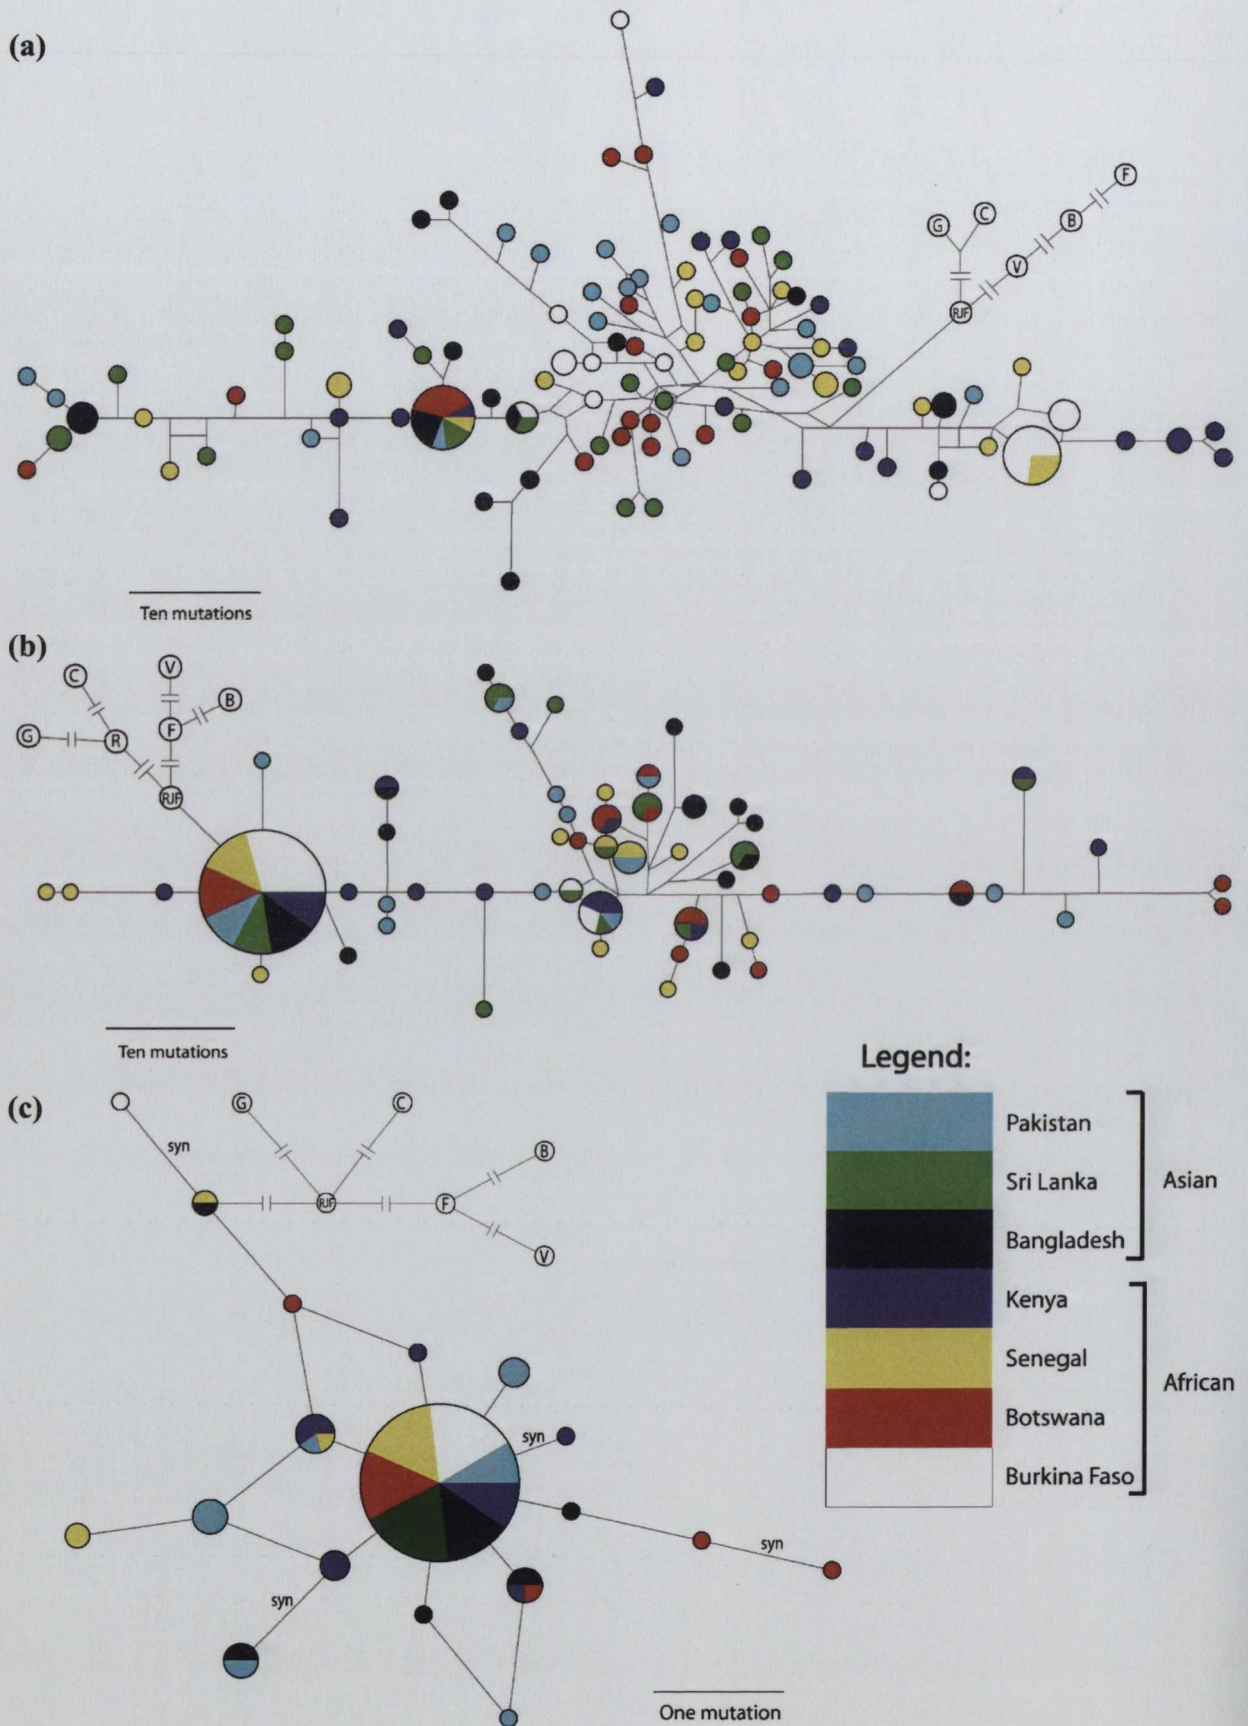 (a)
F
G
C
B
V
RJF
Ten mutations
(b)
V
C
B
F
G
R
RJF
Ten mutations
Legend:
Pakistan
Sri Lanka
Asian
Bangladesh
Kenya
Senegal
African
Botswana
Burkina Faso
(c)
G
C
syn
B
RJF
F
V
syn
syn
syn
One mutation